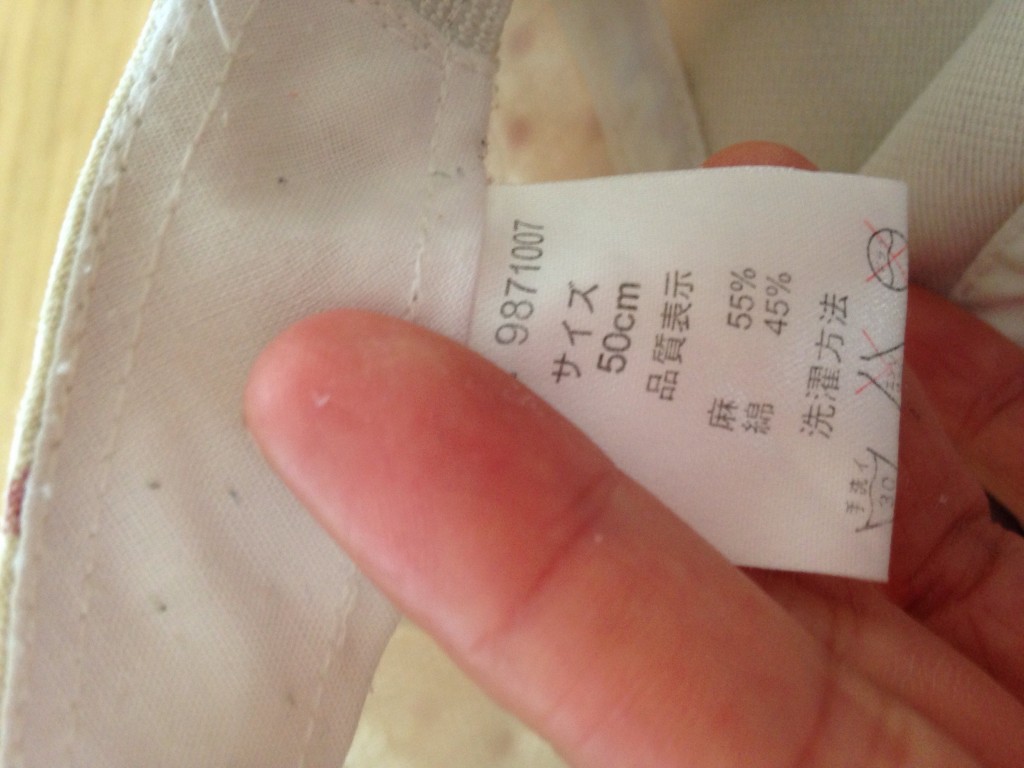 9871007
サイズ
50cm
品質表示
麻 55%
綿 45%
洗濯方法
手洗イ
30